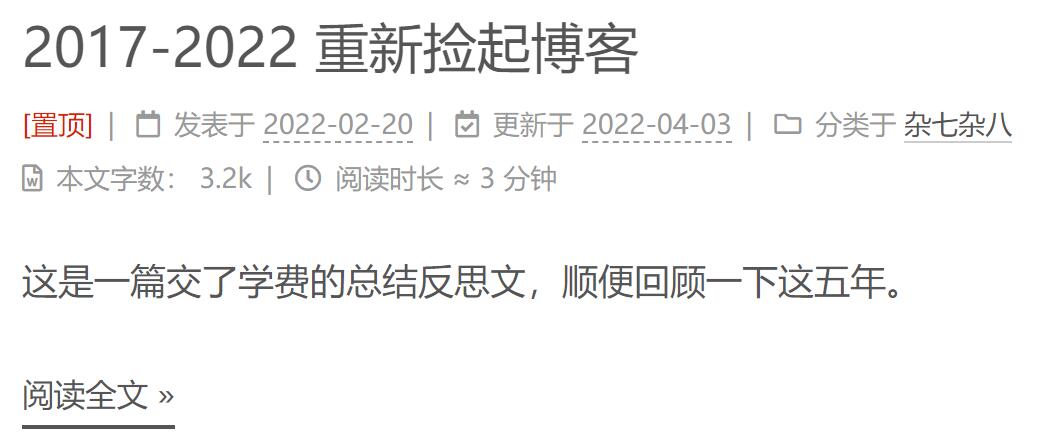 2017-2022 重新捡起博客
[置顶] | 发表于 2022-02-20 | 更新于 2022-04-03 | 分类于 杂七杂八
本文字数： 3.2k | 阅读时长 ≈ 3 分钟
这是一篇交了学费的总结反思文，顺便回顾一下这五年。
阅读全文 »